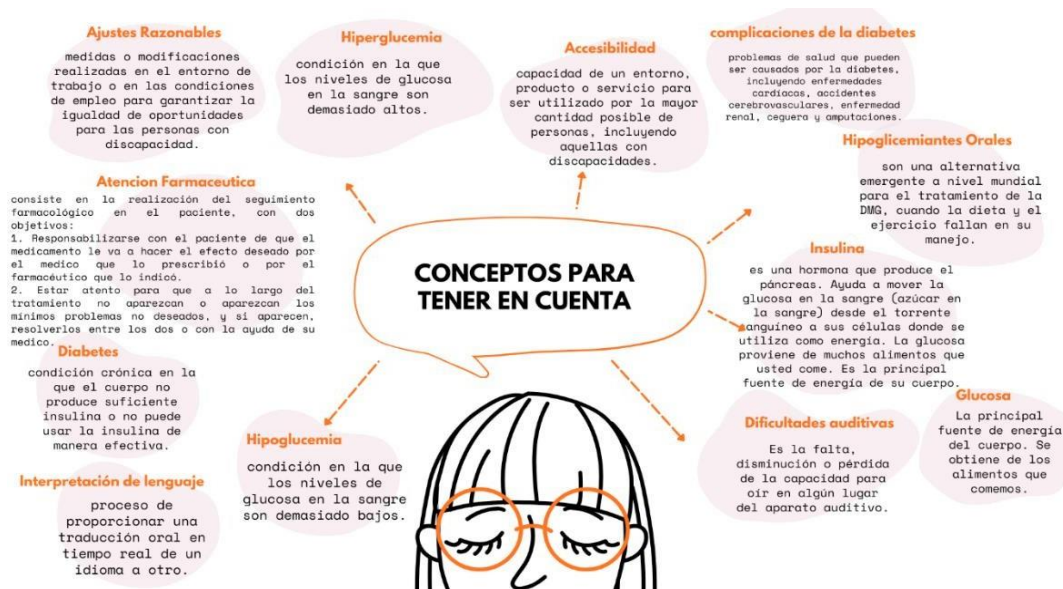 Ajustes Razonables
medidas o modificaciones
realizadas en el entorno de
trabajo o en las condiciones
de empleo para garantizar la
igualdad de oportunidades
para las personas con
discapacidad.
Hiperglucemia
condición en la que
los niveles de glucosa
en la sangre son
demasiado altos.
Accesibilidad
capacidad de un entorno,
producto o servicio para
ser utilizado por la mayor
cantidad posible de
personas, incluyendo
aquellas con
discapacidades.
complicaciones de la diabetes
problemas de salud que pueden
ser causados por la diabetes,
incluyendo enfermedades
cardíacas, accidentes
cerebrovasculares, enfermedad
renal, ceguera y amputaciones.
Hipoglicemiantes Orales
son una alternativa
emergente a nivel mundial
para el tratamiento de la
DMG, cuando la dieta y el
ejercicio fallan en su
manejo.
Atencion Farmaceutica
consiste en la realización del seguimiento
farmacológico en el paciente, con dos
objetivos:
1. Responsabilizarse con el paciente de que el
medicamento le va a hacer el efecto deseado por
el medico que lo prescribió o por el
farmacéutico que lo indicó.
2. Estar atento para que a lo largo del
tratamiento no aparezcan o aparezcan los
mínimos problemas no deseados, y si aparecen,
resolverlos entre los dos o con la ayuda de su
medico.
CONCEPTOS PARA
TENER EN CUENTA
Insulina
es una hormona que produce el
páncreas. Ayuda a mover la
glucosa en la sangre (azúcar en
la sangre) desde el torrente
sanguíneo a sus células donde se
utiliza como energía. La glucosa
proviene de muchos alimentos que
usted come. Es la principal
fuente de energía de su cuerpo.
Diabetes
condición crónica en la
que el cuerpo no
produce suficiente
insulina o no puede
usar la insulina de
manera efectiva.
Hipoglucemia
condición en la que
los niveles de
glucosa en la sangre
son demasiado bajos.
Dificultades auditivas
Es la falta,
disminución o pérdida
de la capacidad para
oír en algún lugar
del aparato auditivo.
Glucosa
La principal
fuente de energía
del cuerpo. Se
obtiene de los
alimentos que
comemos.
Interpretación de lenguaje
proceso de
proporcionar una
traducción oral en
tiempo real de un
idioma a otro.